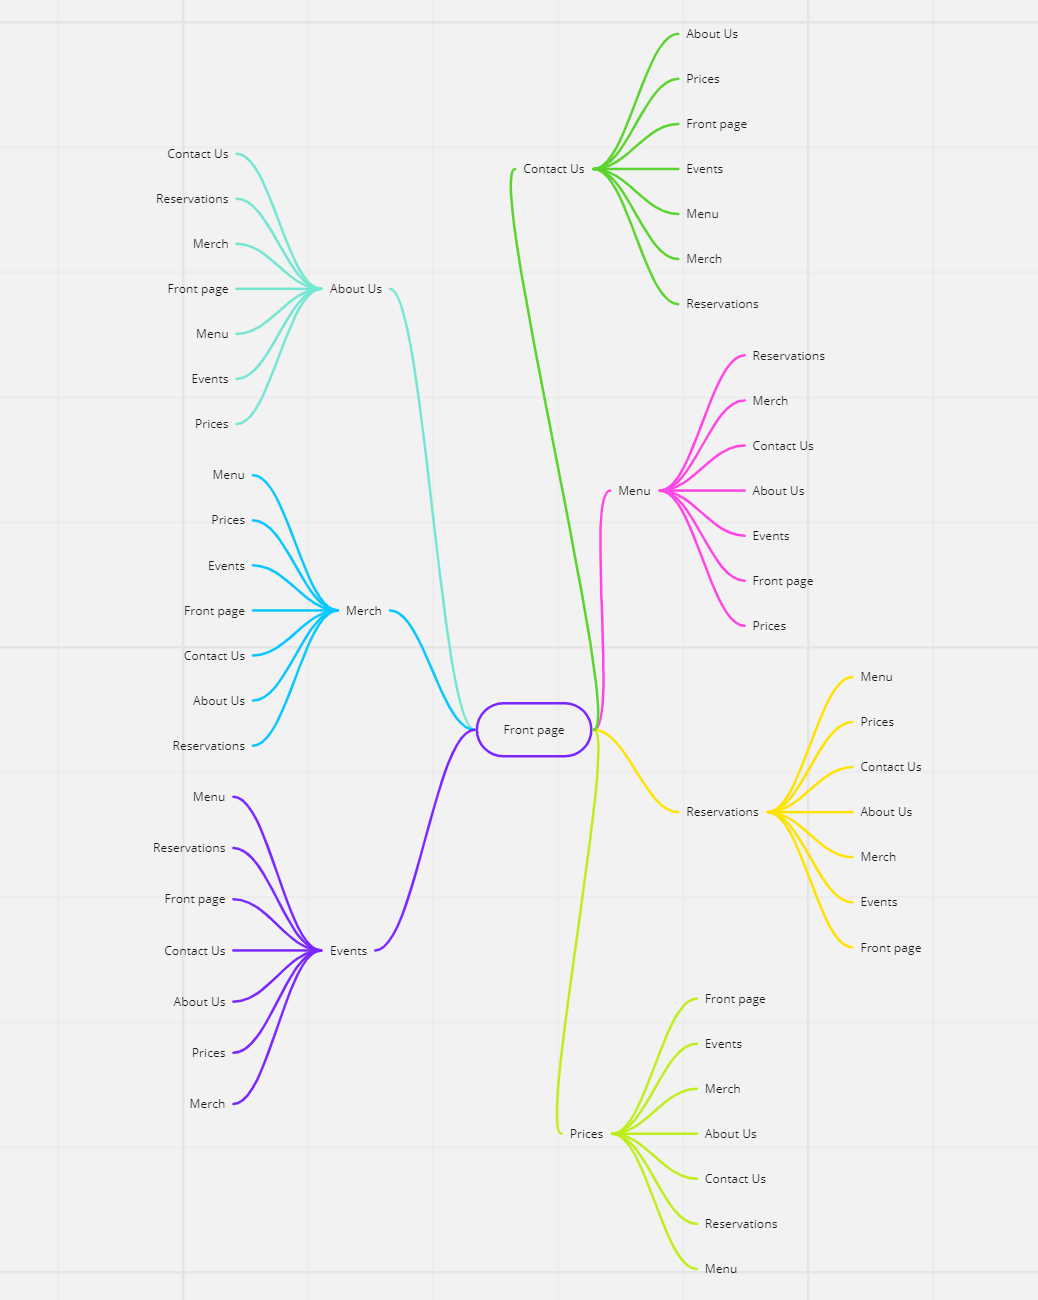 About Us
Prices
Front page
Contact Us
Events
Menu
Merch
Reservations
Contact Us
Reservations
Merch
Front page
About Us
Menu
Events
Prices
Reservations
Merch
Contact Us
Menu
About Us
Events
Front page
Prices
Menu
Prices
Events
Front page
Merch
Contact Us
About Us
Reservations
Front page
Menu
Prices
Contact Us
Reservations
About Us
Merch
Events
Front page
Menu
Reservations
Front page
Contact Us
Events
About Us
Prices
Merch
Front page
Events
Merch
Prices
About Us
Contact Us
Reservations
Menu